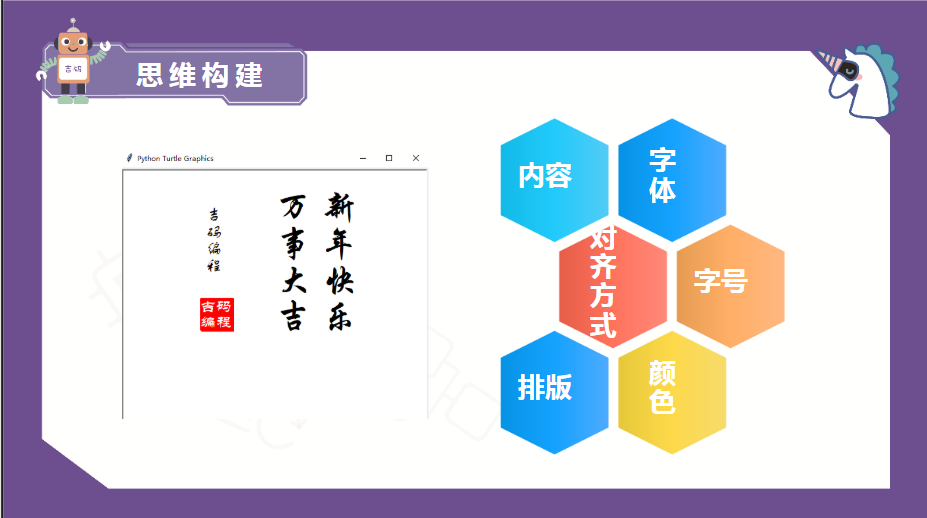 吉码
思维构建
Python Turtle Graphics
新年快乐
万事大吉
吉码编程
吉码
编程
内容
字体
对齐方式
字号
排版
颜色